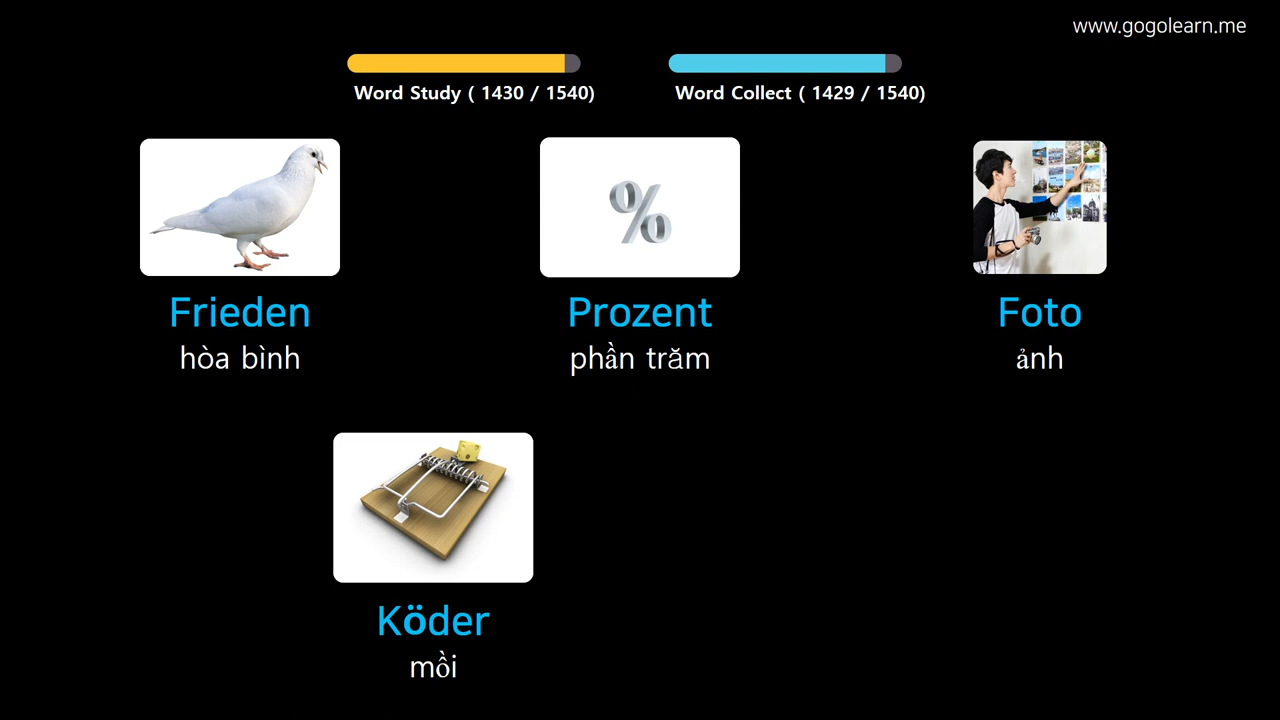 www.gogolearn.me
Word Study ( 1430 / 1540)
Word Collect ( 1429 / 1540)
%
Frieden
hòa bình
Prozent
phần trăm
Foto
ảnh
Köder
mồi